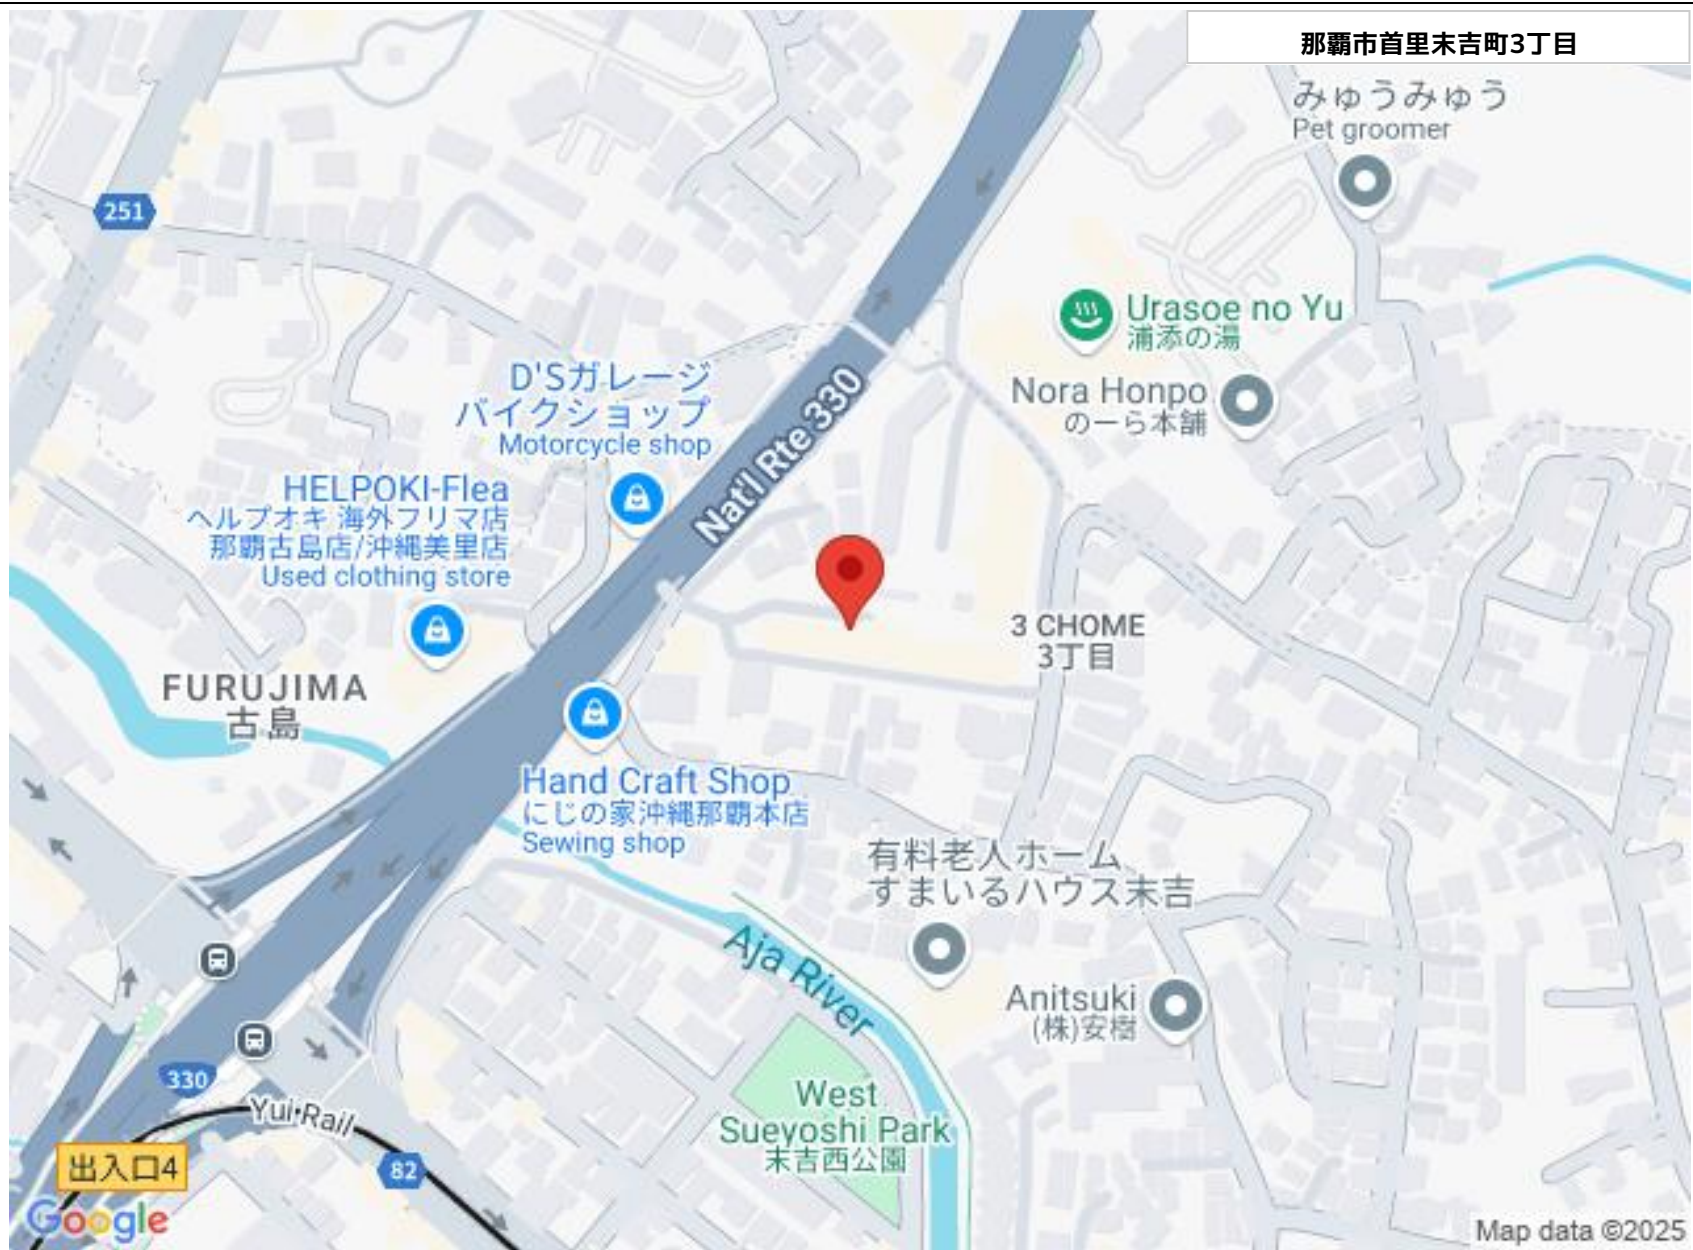 那覇市首里末吉町3丁目
みゅうみゅう
Pet groomer
251
Urasoe no Yu
浦添の湯
D'Sガレージ
バイクショップ
Motorcycle shop
Nat'l Rte 330
Nora Honpo
のーら本舗
HELPOKI-Flea
ヘルプオキ 海外フリマ店
那覇古島店/沖縄美里店
Used clothing store
3 CHOME
3丁目
FURUJIMA
古島
Hand Craft Shop
にじの家沖縄那覇本店
Sewing shop
有料老人ホーム
すまいるハウス末吉
Aja River
Anitsuki
(株)安樹
330
Yui Rail
West
Sueyoshi Park
末吉西公園
出入口4
82
Google
Map data ©2025